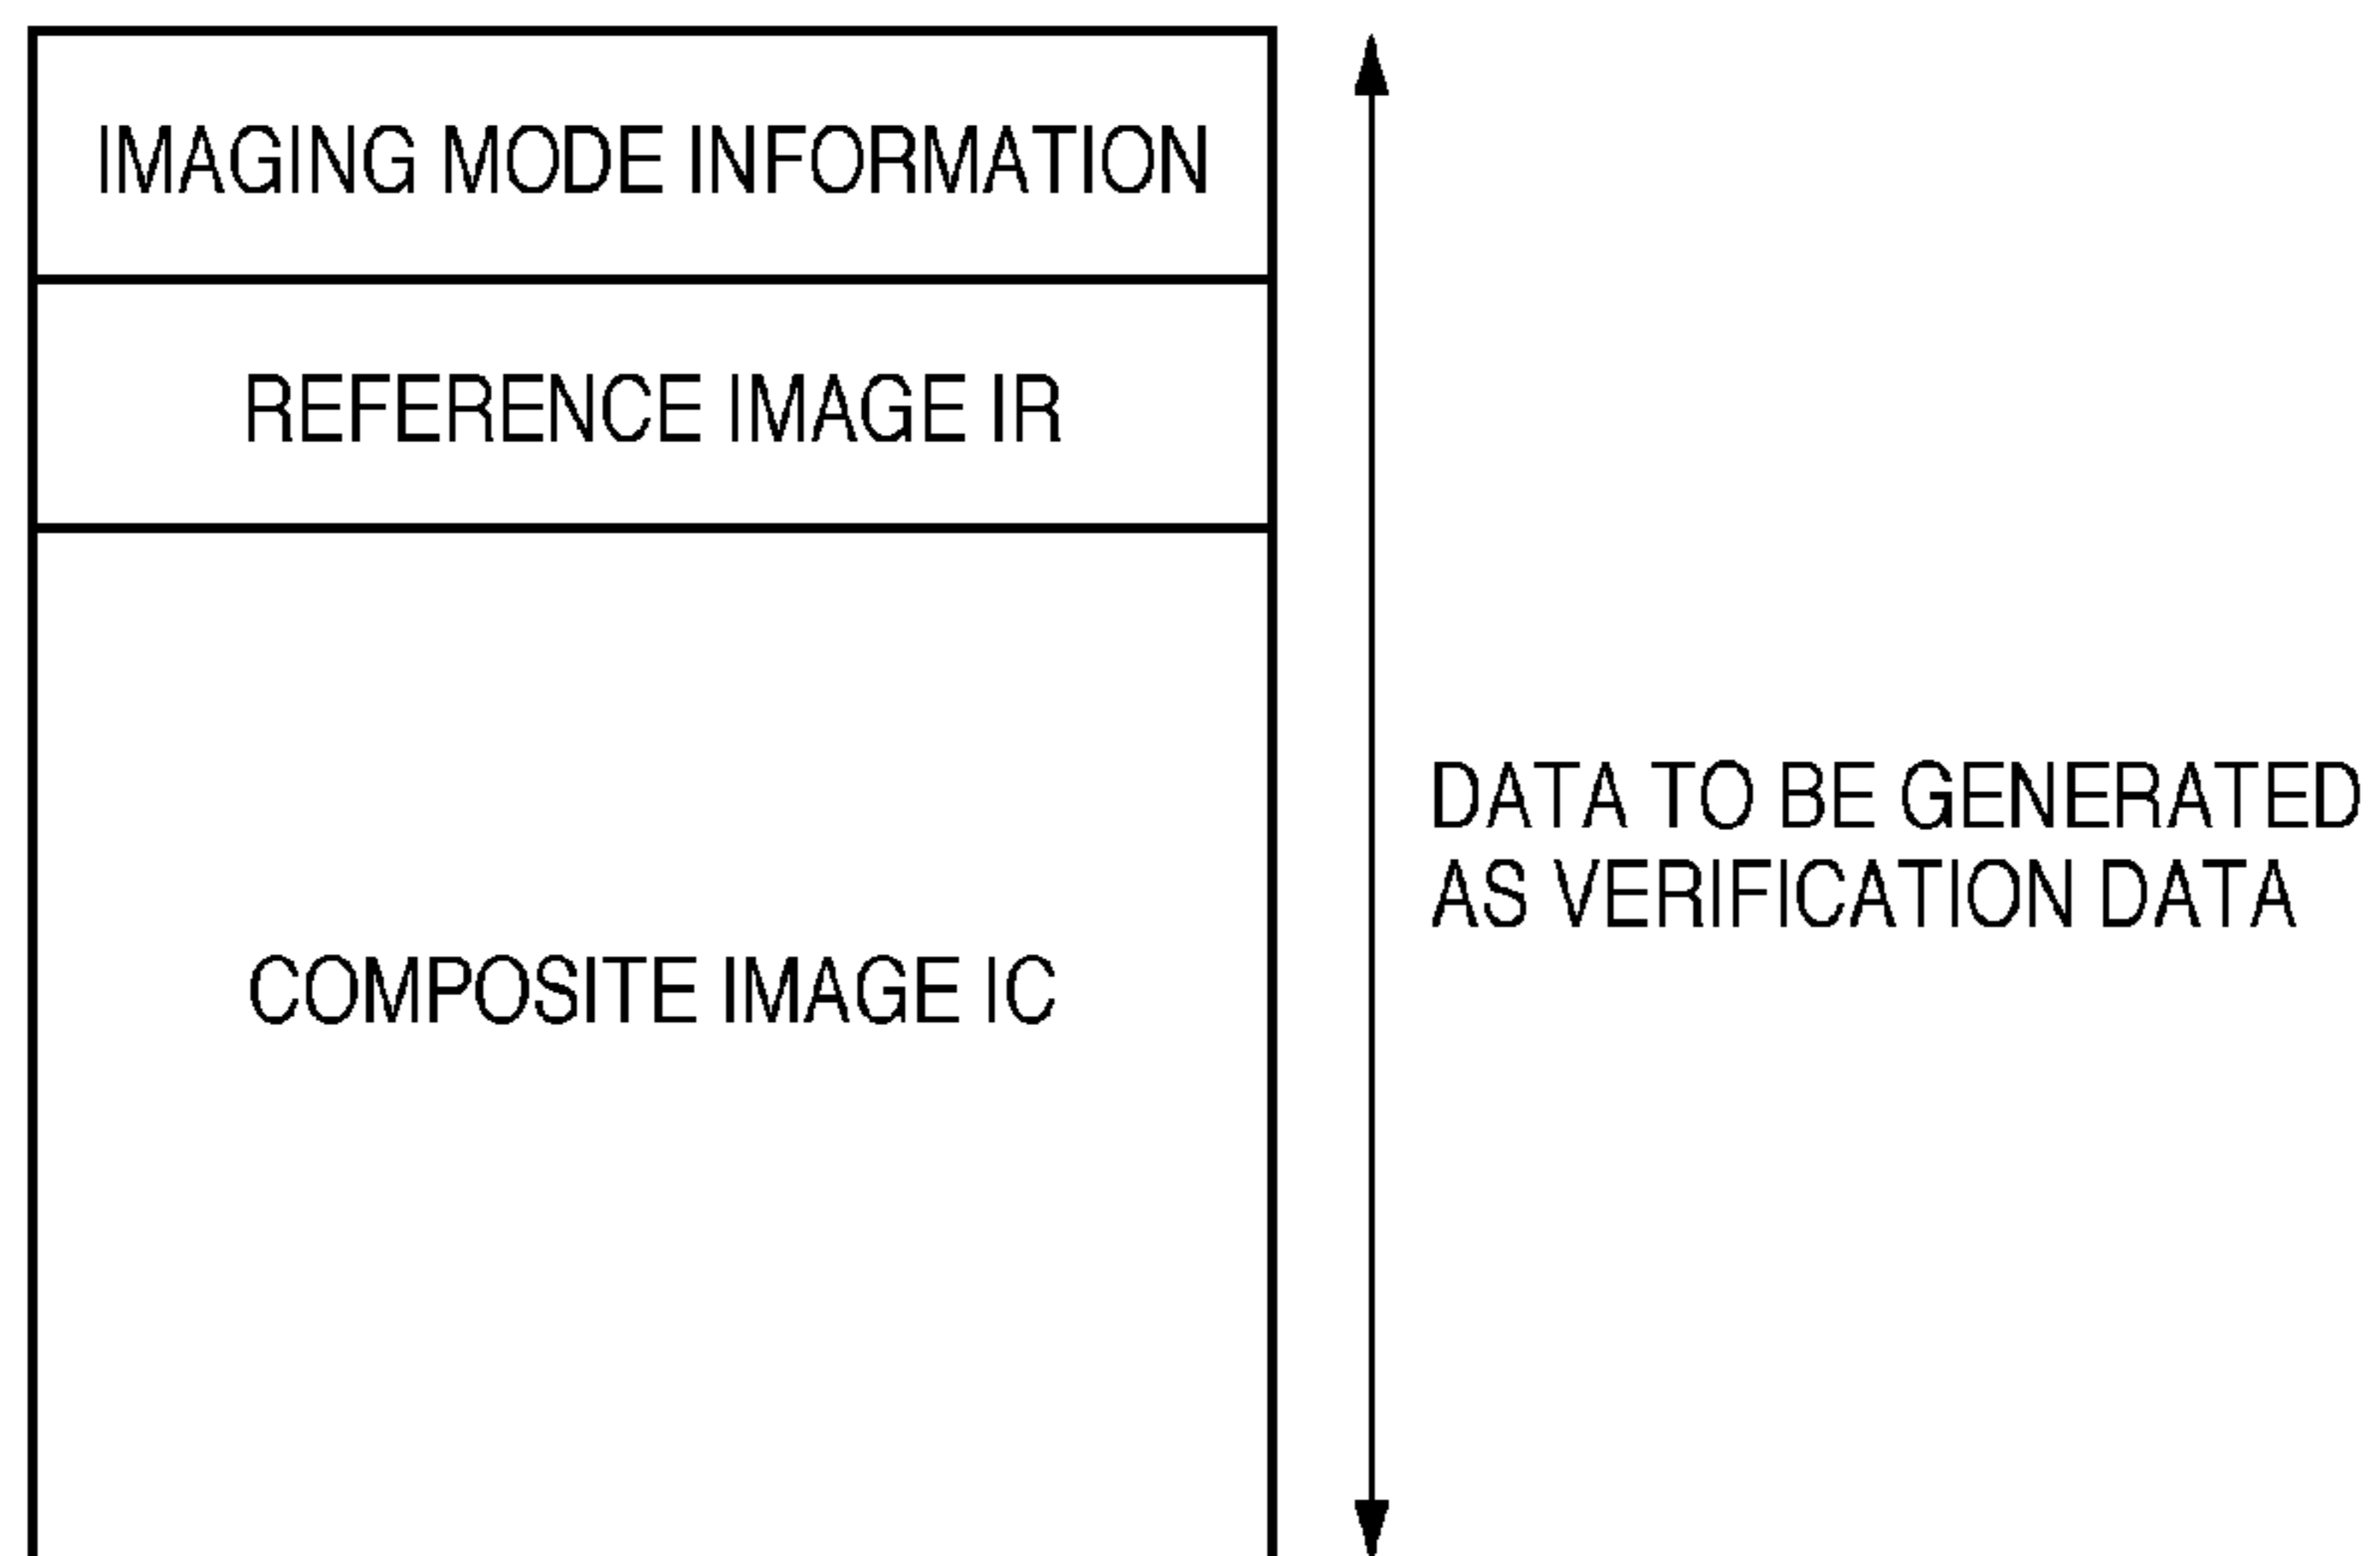 IMAGING MODE INFORMATION
REFERENCE IMAGE IR
COMPOSITE IMAGE IC
DATA TO BE GENERATED
AS VERIFICATION DATA